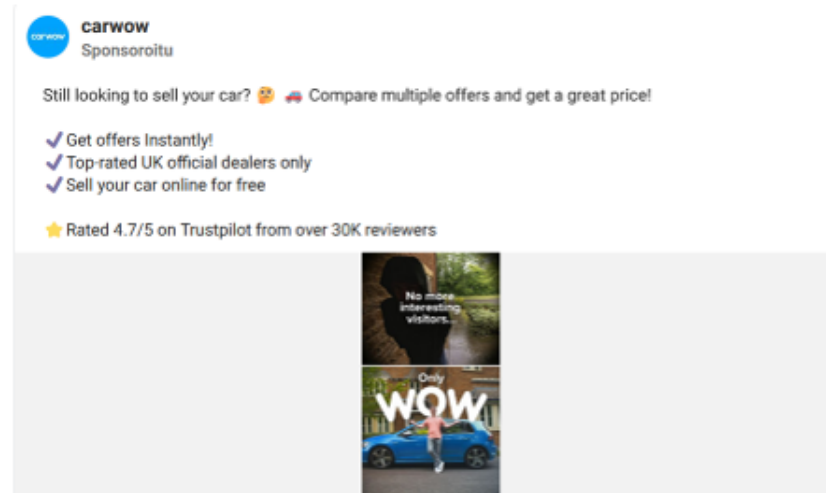 carwow
carwow
Sponsoroitu
Still looking to sell your car? 🤔 🚗 Compare multiple offers and get a great price!
✔Get offers Instantly!
✔Top-rated UK official dealers only
✔Sell your car online for free
⭐Rated 4.7/5 on Trustpilot from over 30K reviewers
No more
interesting
visitors...
Only
WOW